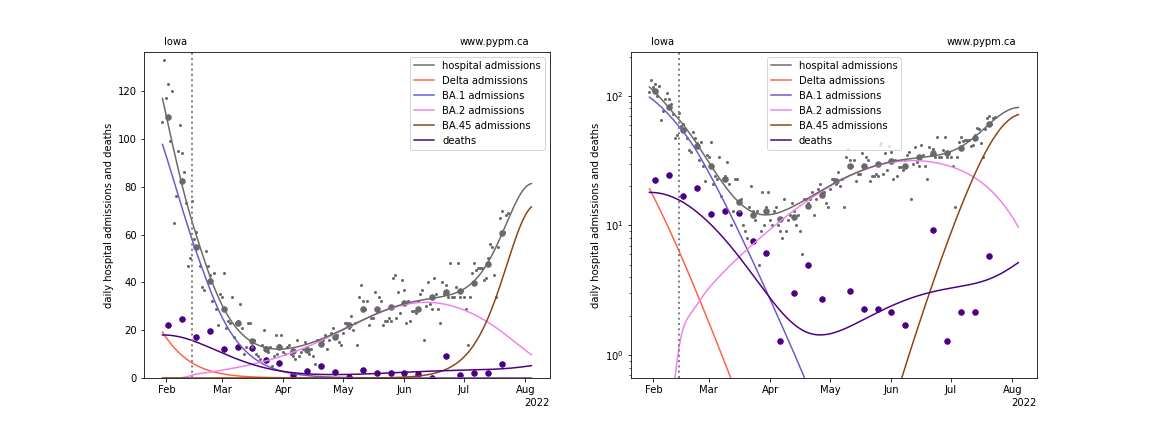 Iowa
www.pypm.ca
daily hospital admissions and deaths
120
100
80
60
40
20
0
hospital admissions
Delta admissions
BA.1 admissions
BA.2 admissions
BA.45 admissions
deaths
Feb Mar Apr May Jun Jul Aug
2022
Iowa
www.pypm.ca
daily hospital admissions and deaths
10²
10¹
10⁰
hospital admissions
Delta admissions
BA.1 admissions
BA.2 admissions
BA.45 admissions
deaths
Feb Mar Apr May Jun Jul Aug
2022